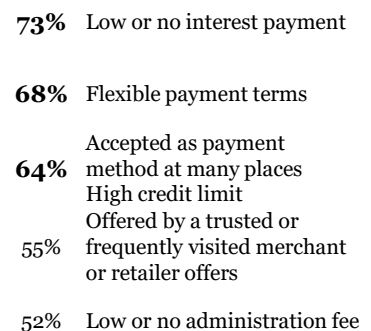 73% Low or no interest payment
68% Flexible payment terms
Accepted as payment
64% method at many places
High credit limit
Offered by a trusted or
55% frequently visited merchant
or retailer offers
52% Low or no administration fee